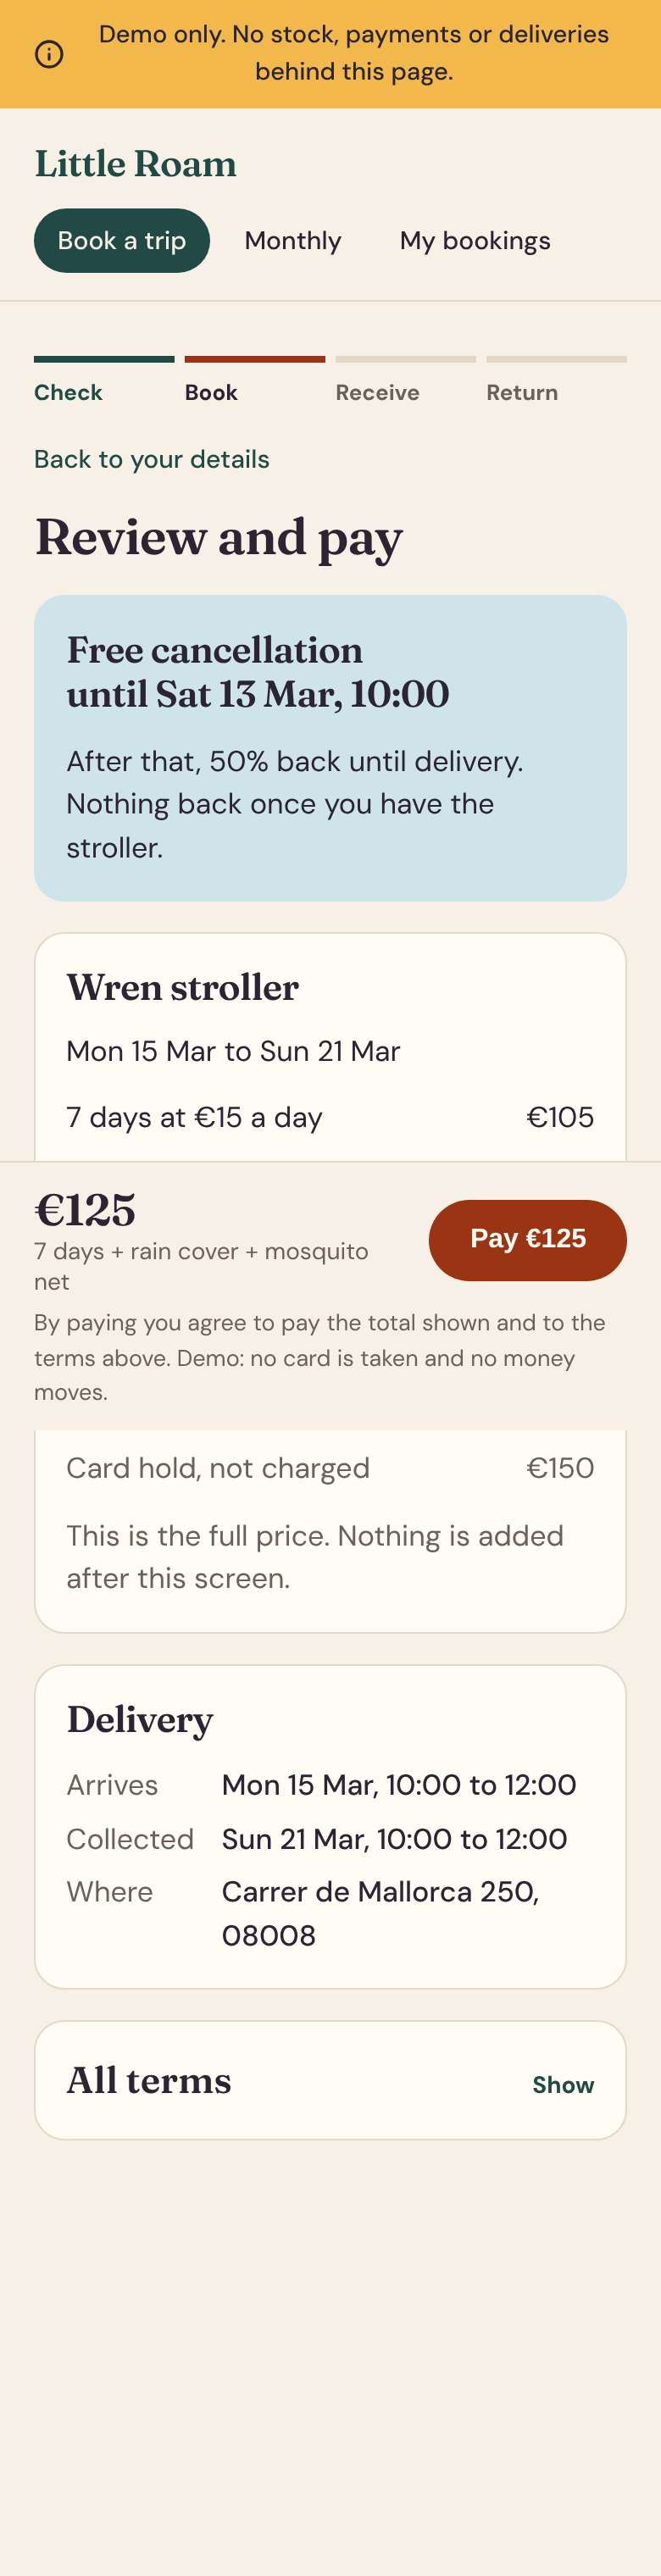 Demo only. No stock, payments or deliveries
behind this page.
Little Roam
Book a trip
Monthly
My bookings
Check
Book
Receive
Return
Back to your details
Review and pay
Free cancellation
until Sat 13 Mar, 10:00
After that, 50% back until delivery.
Nothing back once you have the
stroller.
Wren stroller
Mon 15 Mar to Sun 21 Mar
7 days at €15 a day €105
€125
7 days + rain cover + mosquito
net
Pay €125
By paying you agree to pay the total shown and to the
terms above. Demo: no card is taken and no money
moves.
Card hold, not charged €150
This is the full price. Nothing is added
after this screen.
Delivery
Arrives Mon 15 Mar, 10:00 to 12:00
Collected Sun 21 Mar, 10:00 to 12:00
Where Carrer de Mallorca 250,
08008
All terms Show